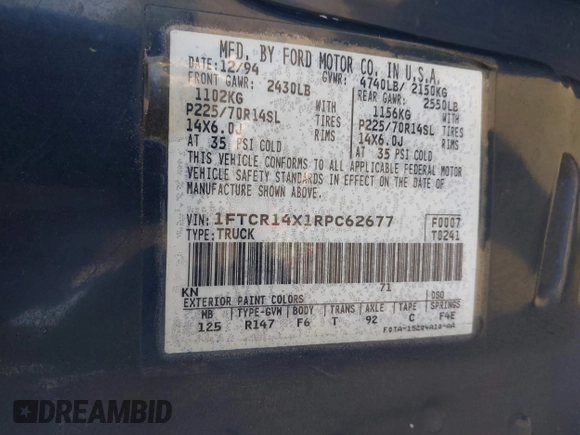 MFD. BY FORD MOTOR CO. IN U.S.A.
DATE: 12/94 GVWR: 4740LB/ 2150KG
FRONT GAWR: 2430LB REAR GAWR: 2550LB
1102KG WITH 1156KG WITH
P225/70R14SL TIRES P225/70R14SL TIRES
14X6.0J RIMS 14X6.0J RIMS
AT 35 PSI COLD AT 35 PSI COLD
THIS VEHICLE CONFORMS TO ALL APPLICABLE FEDERAL MOTOR
VEHICLE SAFETY STANDARDS IN EFFECT ON THE DATE OF
MANUFACTURE SHOWN ABOVE.
VIN: 1FTCR14X1RPC62677 F0007
TYPE: TRUCK T0241
KN 71
EXTERIOR PAINT COLORS DSO
WB TYPE-GVM BODY TRANS AXLE TAPE SPRINGS
125 R147 F6 T 92 C F4E
DREAMBID